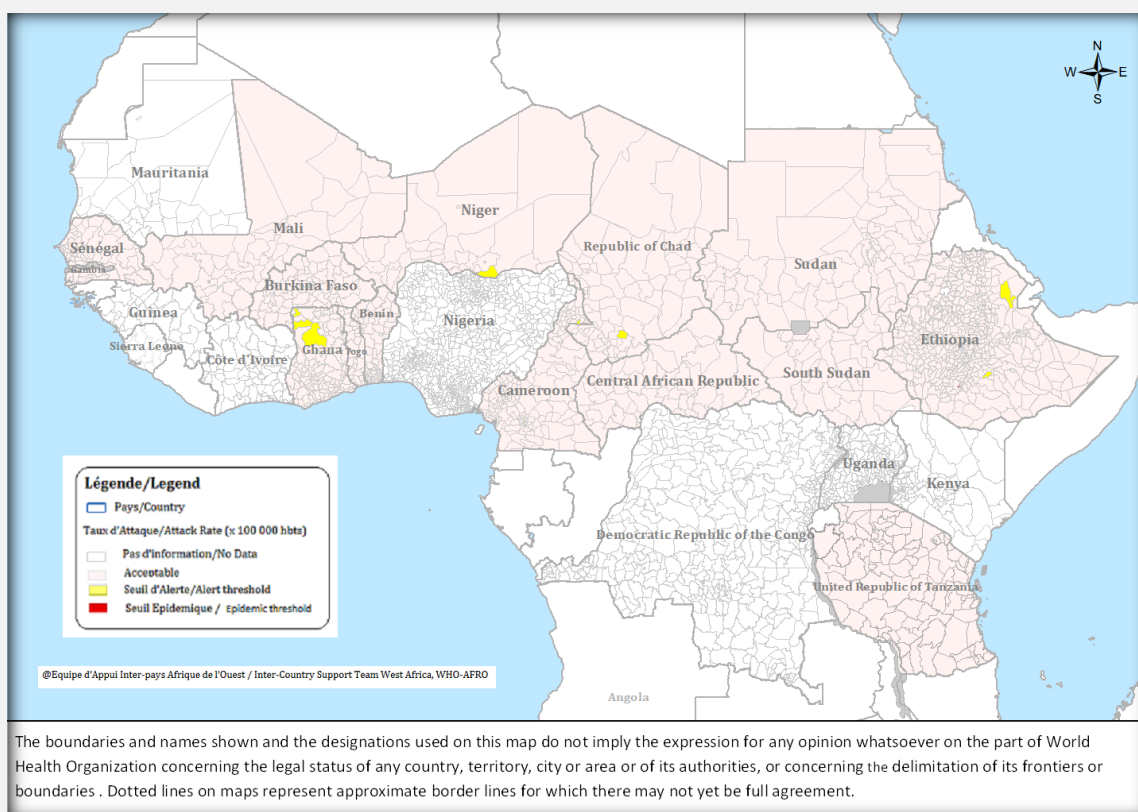 N
W E
S
Mauritania
Niger
Mali
Sénégal
Republic of Chad
Gambia
Sudan
Burkina Faso
Guinea
Benin
Nigeria
Ethiopia
Sierra Leone
Ghana
Togo
Côte d'Ivoire
South Sudan
Central African Republic
Cameroon
Uganda
Kenya
Democratic Republic of the Congo
United Republic of Tanzania
Angola
Légende/Legend
Pays/Country
Taux d'Attaque/Attack Rate (x 100 000 hbts)
Pas d'information/No Data
Acceptable
Seuil d'Alerte/Alert threshold
Seuil Epidemique / Epidemic threshold
@Equipe d'Appui Inter-pays Afrique de l'Ouest / Inter-Country Support Team West Africa, WHO-AFRO
The boundaries and names shown and the designations used on this map do not imply the expression for any opinion whatsoever on the part of World
Health Organization concerning the legal status of any country, territory, city or area or of its authorities, or concerning the delimitation of its frontiers or
boundaries . Dotted lines on maps represent approximate border lines for which there may not yet be full agreement.